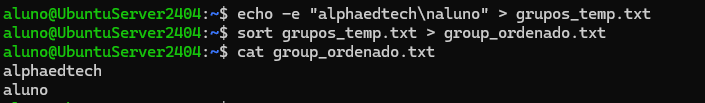 aluno@UbuntuServer2404:~$ echo -e "alphaedtech\naluno" > grupos_temp.txt
aluno@UbuntuServer2404:~$ sort grupos_temp.txt > group_ordenado.txt
aluno@UbuntuServer2404:~$ cat group_ordenado.txt
alphaedtech
aluno